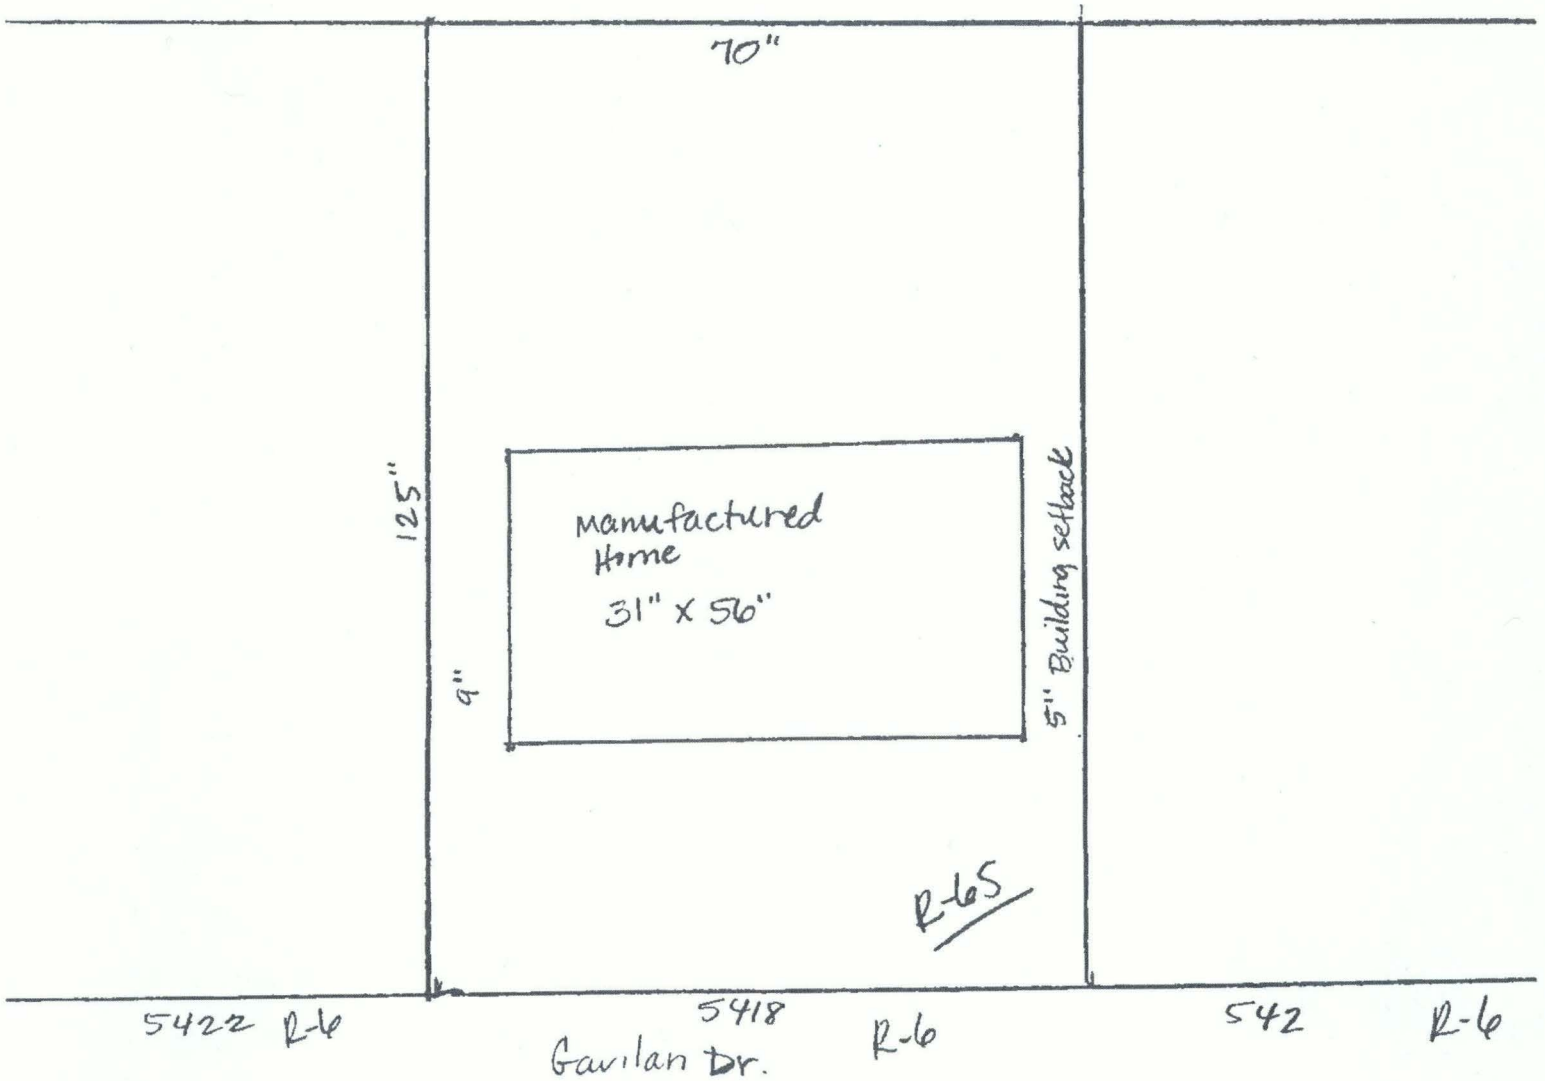 70"
125"
manufactured
Home
31" x 56"
9"
5" Building setback
R-6S
5422 R-6
5418
R-6
542
R-6
Gavilan Dr.